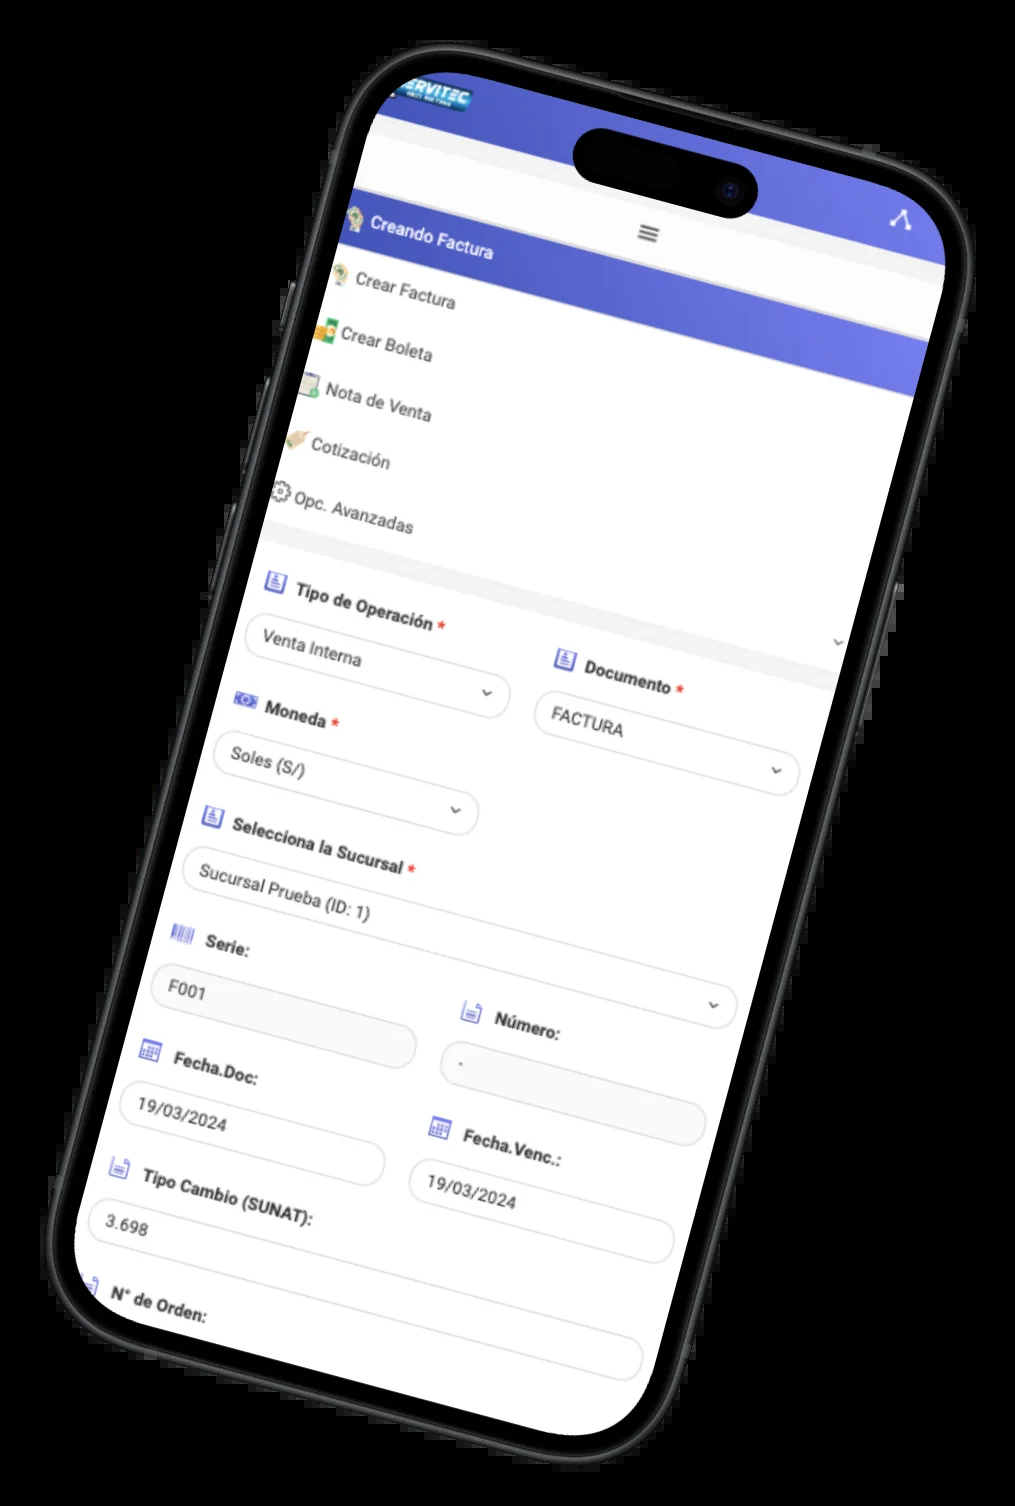 ERVITEC
Creando Factura
Crear Factura
Crear Boleta
Nota de Venta
Cotización
Opc. Avanzadas
Tipo de Operación *
Venta Interna
Documento *
FACTURA
Moneda *
Soles (S/)
Selecciona la Sucursal *
Sucursal Prueba (ID: 1)
Serie:
F001
Número:
-
Fecha.Doc:
19/03/2024
Fecha.Venc.:
19/03/2024
Tipo Cambio (SUNAT):
3.698
N° de Orden: